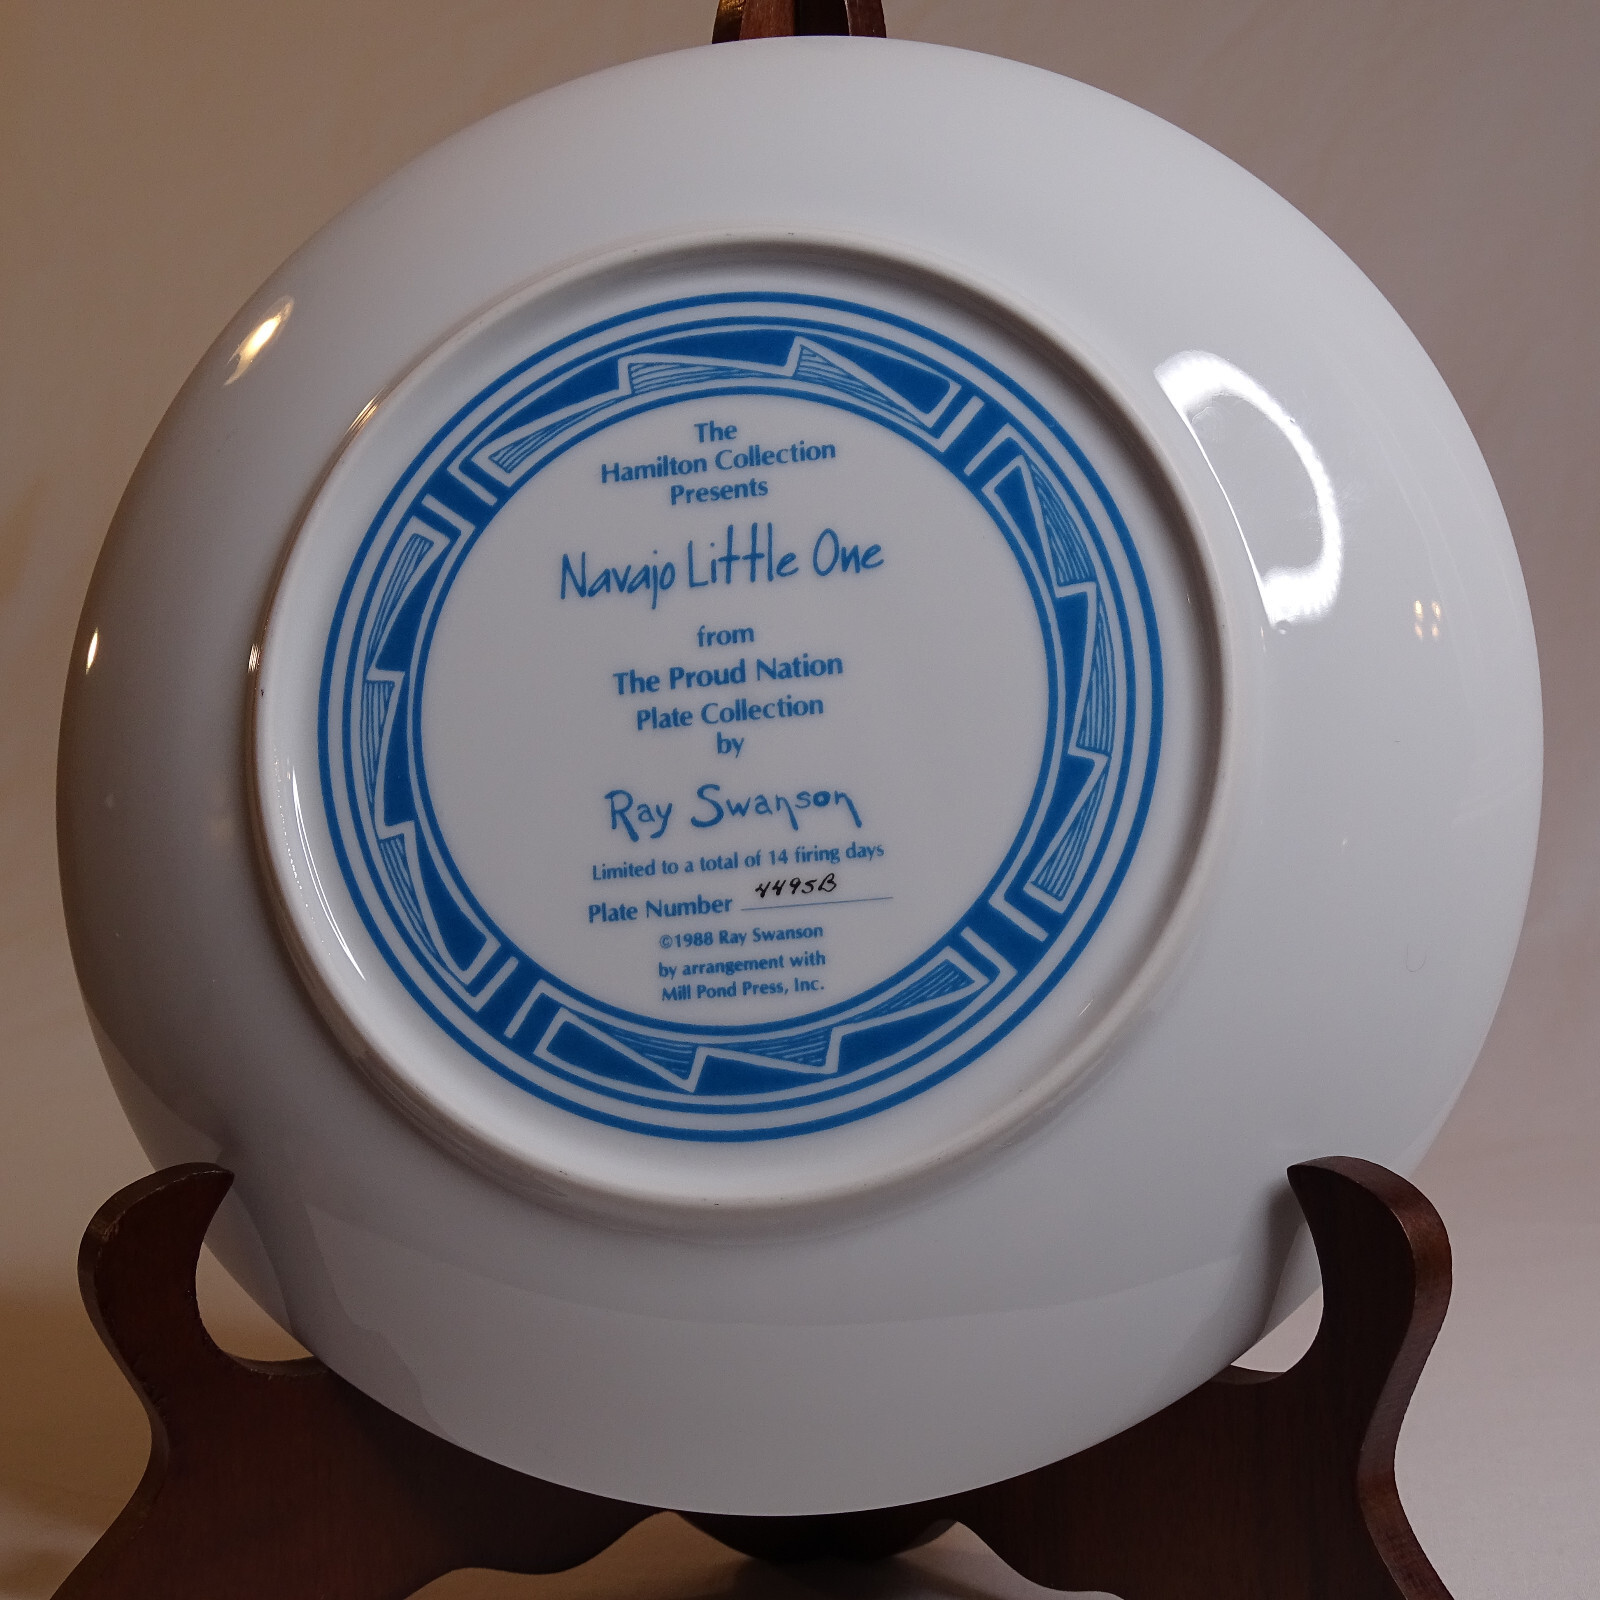 The
Hamilton Collection
Presents
Navajo Little One
from
The Proud Nation
Plate Collection
by
Ray Swanson
Limited to a total of 14 firing days
Plate Number 4495B
©1988 Ray Swanson
by arrangement with
Mill Pond Press, Inc.